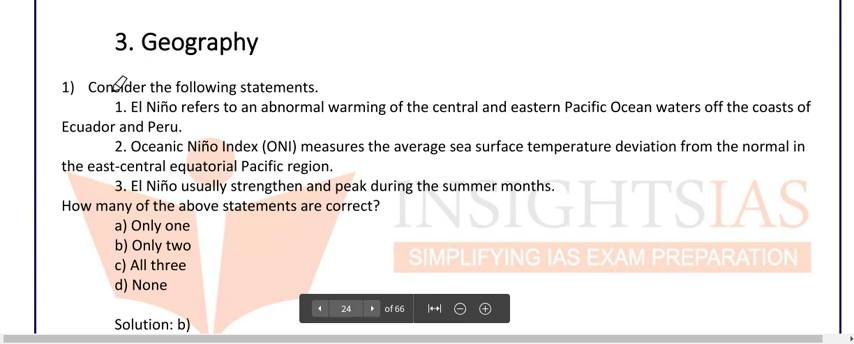 3. Geography
1) Consider the following statements.
1. El Niño refers to an abnormal warming of the central and eastern Pacific Ocean waters off the coasts of
Ecuador and Peru.
2. Oceanic Niño Index (ONI) measures the average sea surface temperature deviation from the normal in
the east-central equatorial Pacific region.
3. El Niño usually strengthen and peak during the summer months.
How many of the above statements are correct?
a) Only one
b) Only two
c) All three
d) None
INSIGHTSIAS
SIMPLIFYING IAS EXAM PREPARATION
24 of 66
Solution: b)